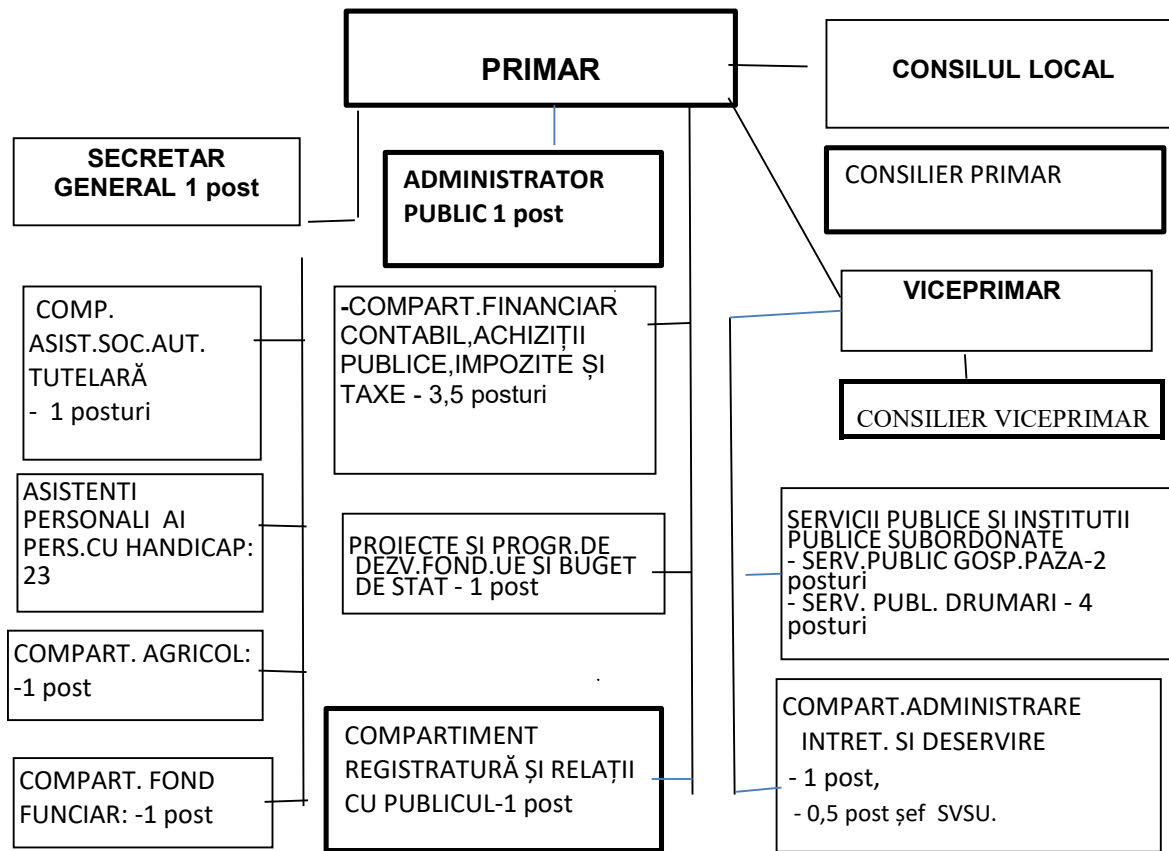 PRIMAR
CONSILUL LOCAL
SECRETAR
GENERAL 1 post
ADMINISTRATOR
PUBLIC 1 post
CONSILIER PRIMAR
VICEPRIMAR
CONSILIER VICEPRIMAR
COMP.
ASIST.SOC.AUT.
TUTELARĂ
- 1 posturi
-COMPART.FINANCIAR
CONTABIL,ACHIZIȚII
PUBLICE,IMPOZITE ȘI
TAXE - 3,5 posturi
ASISTENTI
PERSONALI AI
PERS.CU HANDICAP:
23
PROIECTE SI PROGR.DE
DEZV.FOND.UE SI BUGET
DE STAT - 1 post
SERVICII PUBLICE SI INSTITUTII
PUBLICE SUBORDONATE
- SERV.PUBLIC GOSP.PAZA-2
posturi
- SERV. PUBL. DRUMARI - 4
posturi
COMPART. AGRICOL:
-1 post
COMPARTIMENT
REGISTRATURĂ ȘI RELAȚII
CU PUBLICUL-1 post
COMPART.ADMINISTRARE
INTRET. SI DESERVIRE
- 1 post,
- 0,5 post șef SVSU.
COMPART. FOND
FUNCIAR: -1 post